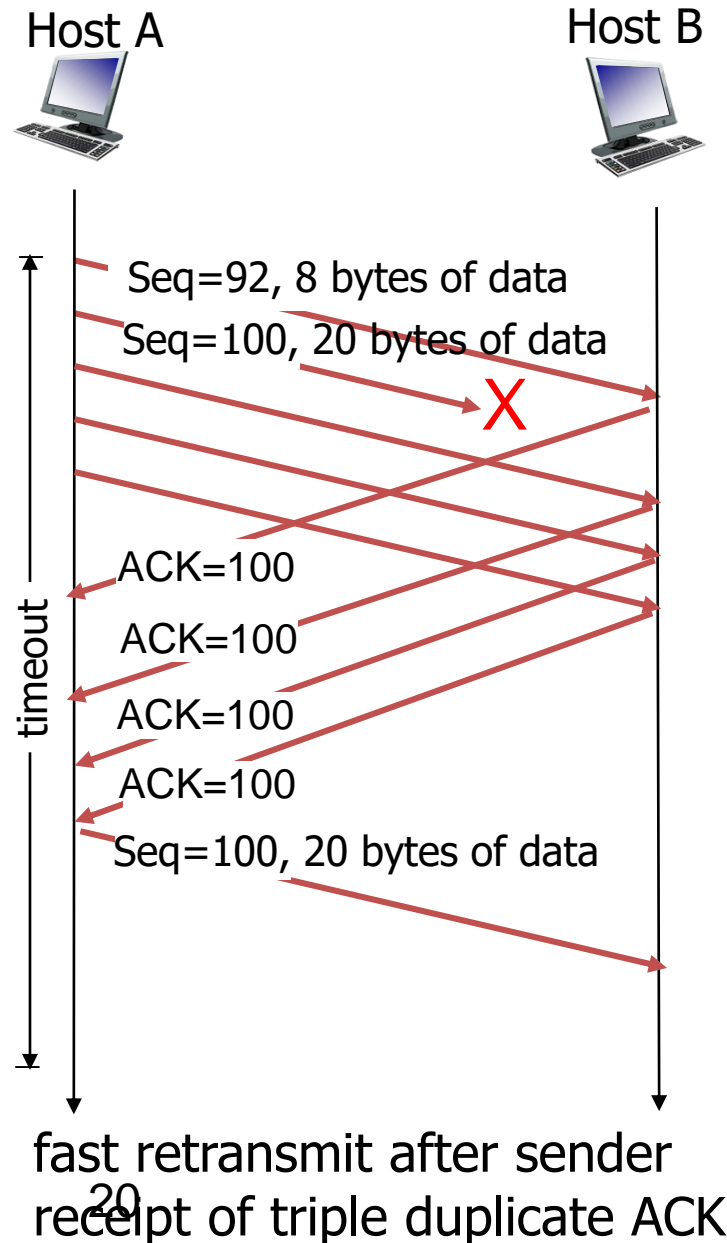 Host A
Host B
Seq=92, 8 bytes of data
Seq=100, 20 bytes of data
X
ACK=100
timeout
ACK=100
ACK=100
ACK=100
Seq=100, 20 bytes of data
fast retransmit after sender
20
receipt of triple duplicate ACK